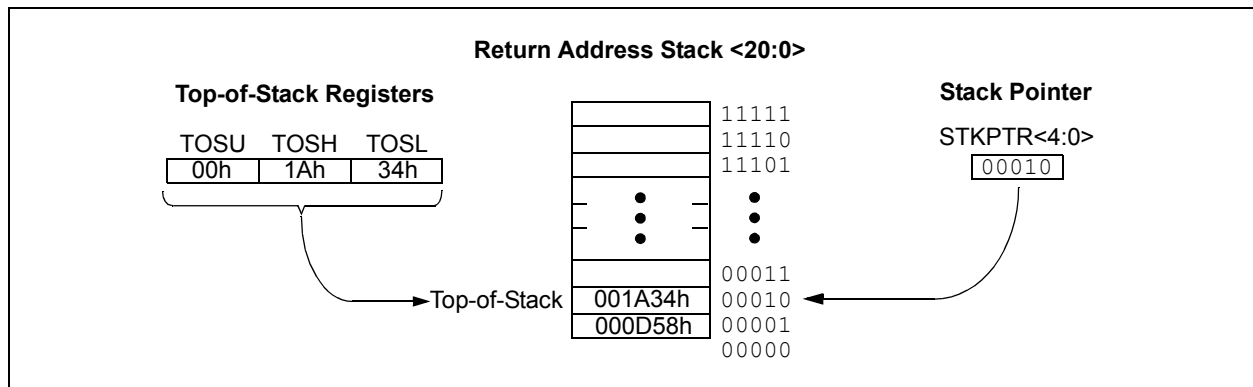 Return Address Stack <20:0>
Top-of-Stack Registers
Stack Pointer
TOSU TOSH TOSL
STKPTR<4:0>
00h 1Ah 34h
00010
11111
11110
11101
00011
Top-of-Stack 001A34h 00010
000D58h 00001
00000